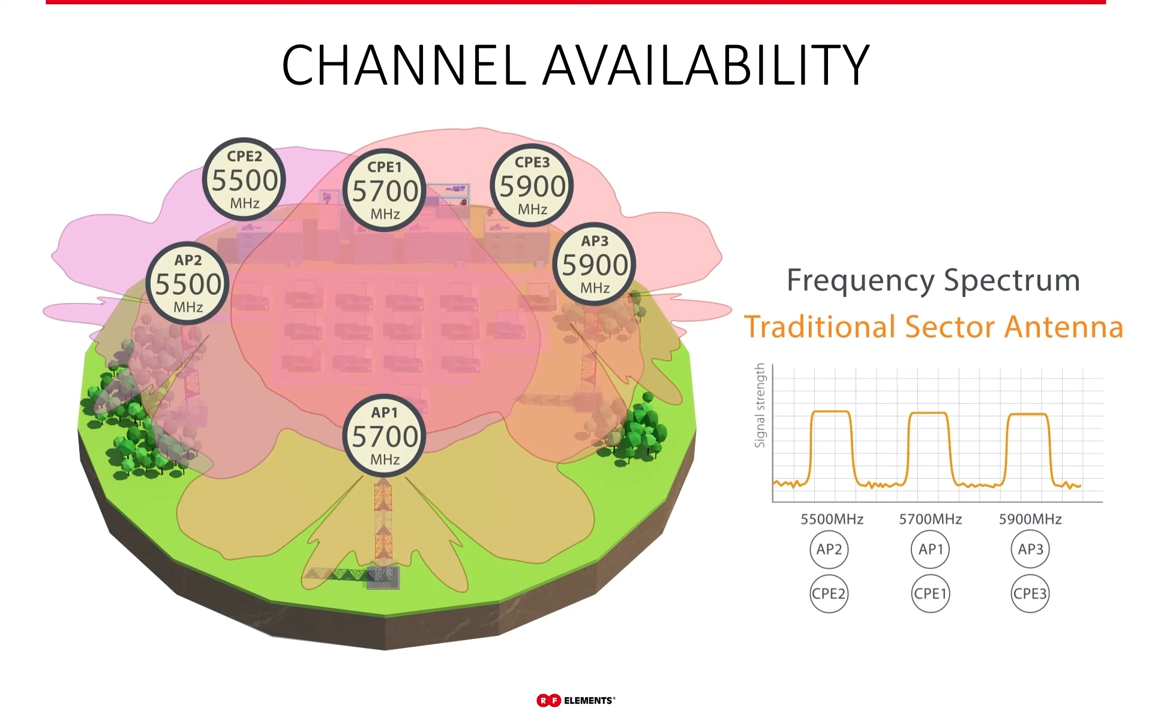 CHANNEL AVAILABILITY
CPE2
5500
MHz
CPE1
5700
MHz
CPE3
5900
MHz
AP2
5500
MHz
AP3
5900
MHz
AP1
5700
MHz
Frequency Spectrum
Traditional Sector Antenna
Signal strength
5500MHz 5700MHz 5900MHz
AP2 AP1 AP3
CPE2 CPE1 CPE3
RF ELEMENTS